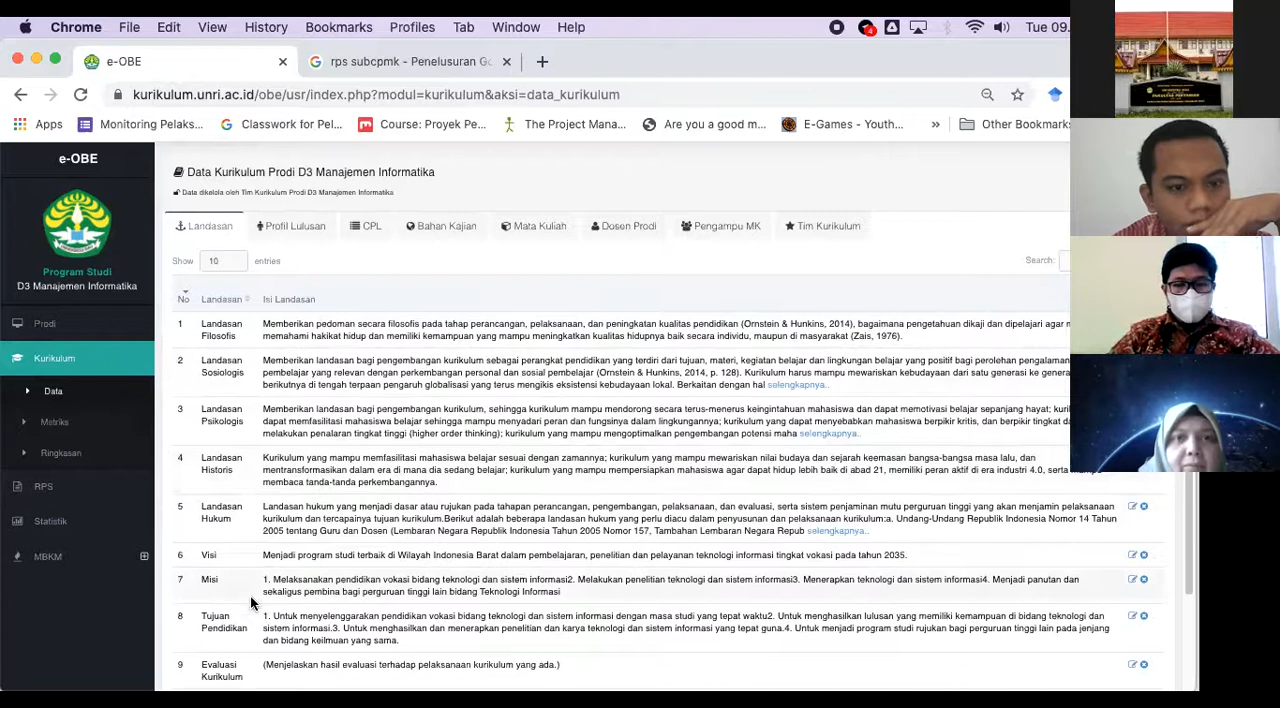 Chrome File Edit View History Bookmarks Profiles Tab Window Help 4 Tue 09.
e-OBE
rps subcpmk - Penelusuran Go
kurikulum.unri.ac.id/obe/usr/index.php?modul=kurikulum&aksi=data_kurikulum
Apps Monitoring Pelaks... Classwork for Pel... Course: Proyek Pe... The Project Mana... Are you a good m... E-Games - Youth... » Other Bookmarks
e-OBE
Program Studi
D3 Manajemen Informatika
Prodi
Kurikulum
Data
Metriks
Ringkasan
RPS
Statistik
MBKM
Data Kurikulum Prodi D3 Manajemen Informatika
Data dikelola oleh Tim Kurikulum Prodi D3 Manajemen Informatika
Landasan Profil Lulusan CPL Bahan Kajian Mata Kuliah Dosen Prodi Pengampu MK Tim Kurikulum
Show 10 entries Search:
No Landasan Isi Landasan
1 Landasan Filosofis Memberikan pedoman secara filosofis pada tahap perancangan, pelaksanaan, dan peningkatan kualitas pendidikan (Ornstein & Hunkins, 2014), bagaimana pengetahuan dikaji dan dipelajari agar m
memahami hakikat hidup dan memiliki kemampuan yang mampu meningkatkan kualitas hidupnya baik secara individu, maupun di masyarakat (Zais, 1976).
2 Landasan Sosiologis Memberikan landasan bagi pengembangan kurikulum sebagai perangkat pendidikan yang terdiri dari tujuan, materi, kegiatan belajar dan lingkungan belajar yang positif bagi perolehan pengalaman
pembelajar yang relevan dengan perkembangan personal dan sosial pembelajar (Ornstein & Hunkins, 2014, p. 128). Kurikulum harus mampu mewariskan kebudayaan dari satu generasi ke genera
berikutnya di tengah terpaan pengaruh globalisasi yang terus mengikis eksistensi kebudayaan lokal. Berkaitan dengan hal selengkapnya..
3 Landasan Psikologis Memberikan landasan bagi pengembangan kurikulum, sehingga kurikulum mampu mendorong secara terus-menerus keingintahuan mahasiswa dan dapat memotivasi belajar sepanjang hayat; kuri
dapat memfasilitasi mahasiswa belajar sehingga mampu menyadari peran dan fungsinya dalam lingkungannya; kurikulum yang dapat menyebabkan mahasiswa berpikir kritis, dan berpikir tingkat d
melakukan penalaran tingkat tinggi (higher order thinking); kurikulum yang mampu mengoptimalkan pengembangan potensi maha selengkapnya..
4 Landasan Historis Kurikulum yang mampu memfasilitasi mahasiswa belajar sesuai dengan zamannya; kurikulum yang mampu mewariskan nilai budaya dan sejarah keemasan bangsa-bangsa masa lalu, dan
mentransformasikan dalam era di mana dia sedang belajar; kurikulum yang mampu mempersiapkan mahasiswa agar dapat hidup lebih baik di abad 21, memiliki peran aktif di era industri 4.0, serta m
membaca tanda-tanda perkembangannya.
5 Landasan Hukum Landasan hukum yang menjadi dasar atau rujukan pada tahapan perancangan, pengembangan, pelaksanaan, dan evaluasi, serta sistem penjaminan mutu perguruan tinggi yang akan menjamin pelaksanaan
kurikulum dan tercapainya tujuan kurikulum.Berikut adalah beberapa landasan hukum yang perlu diacu dalam penyusunan dan pelaksanaan kurikulum:a. Undang-Undang Republik Indonesia Nomor 14 Tahun
2005 tentang Guru dan Dosen (Lembaran Negara Republik Indonesia Tahun 2005 Nomor 157, Tambahan Lembaran Negara Repub selengkapnya..
6 Visi Menjadi program studi terbaik di Wilayah Indonesia Barat dalam pembelajaran, penelitian dan pelayanan teknologi informasi tingkat vokasi pada tahun 2035.
7 Misi 1. Melaksanakan pendidikan vokasi bidang teknologi dan sistem informasi2. Melakukan penelitian teknologi dan sistem informasi3. Menerapkan teknologi dan sistem informasi4. Menjadi panutan dan
sekaligus pembina bagi perguruan tinggi lain bidang Teknologi Informasi
8 Tujuan Pendidikan 1. Untuk menyelenggarakan pendidikan vokasi bidang teknologi dan sistem informasi dengan masa studi yang tepat waktu2. Untuk menghasilkan lulusan yang memiliki kemampuan di bidang teknologi dan
sistem informasi.3. Untuk menghasilkan dan menerapkan penelitian dan karya teknologi dan sistem informasi yang tepat guna.4. Untuk menjadi program studi rujukan bagi perguruan tinggi lain pada jenjang
dan bidang keilmuan yang sama.
9 Evaluasi Kurikulum (Menjelaskan hasil evaluasi terhadap pelaksanaan kurikulum yang ada.)